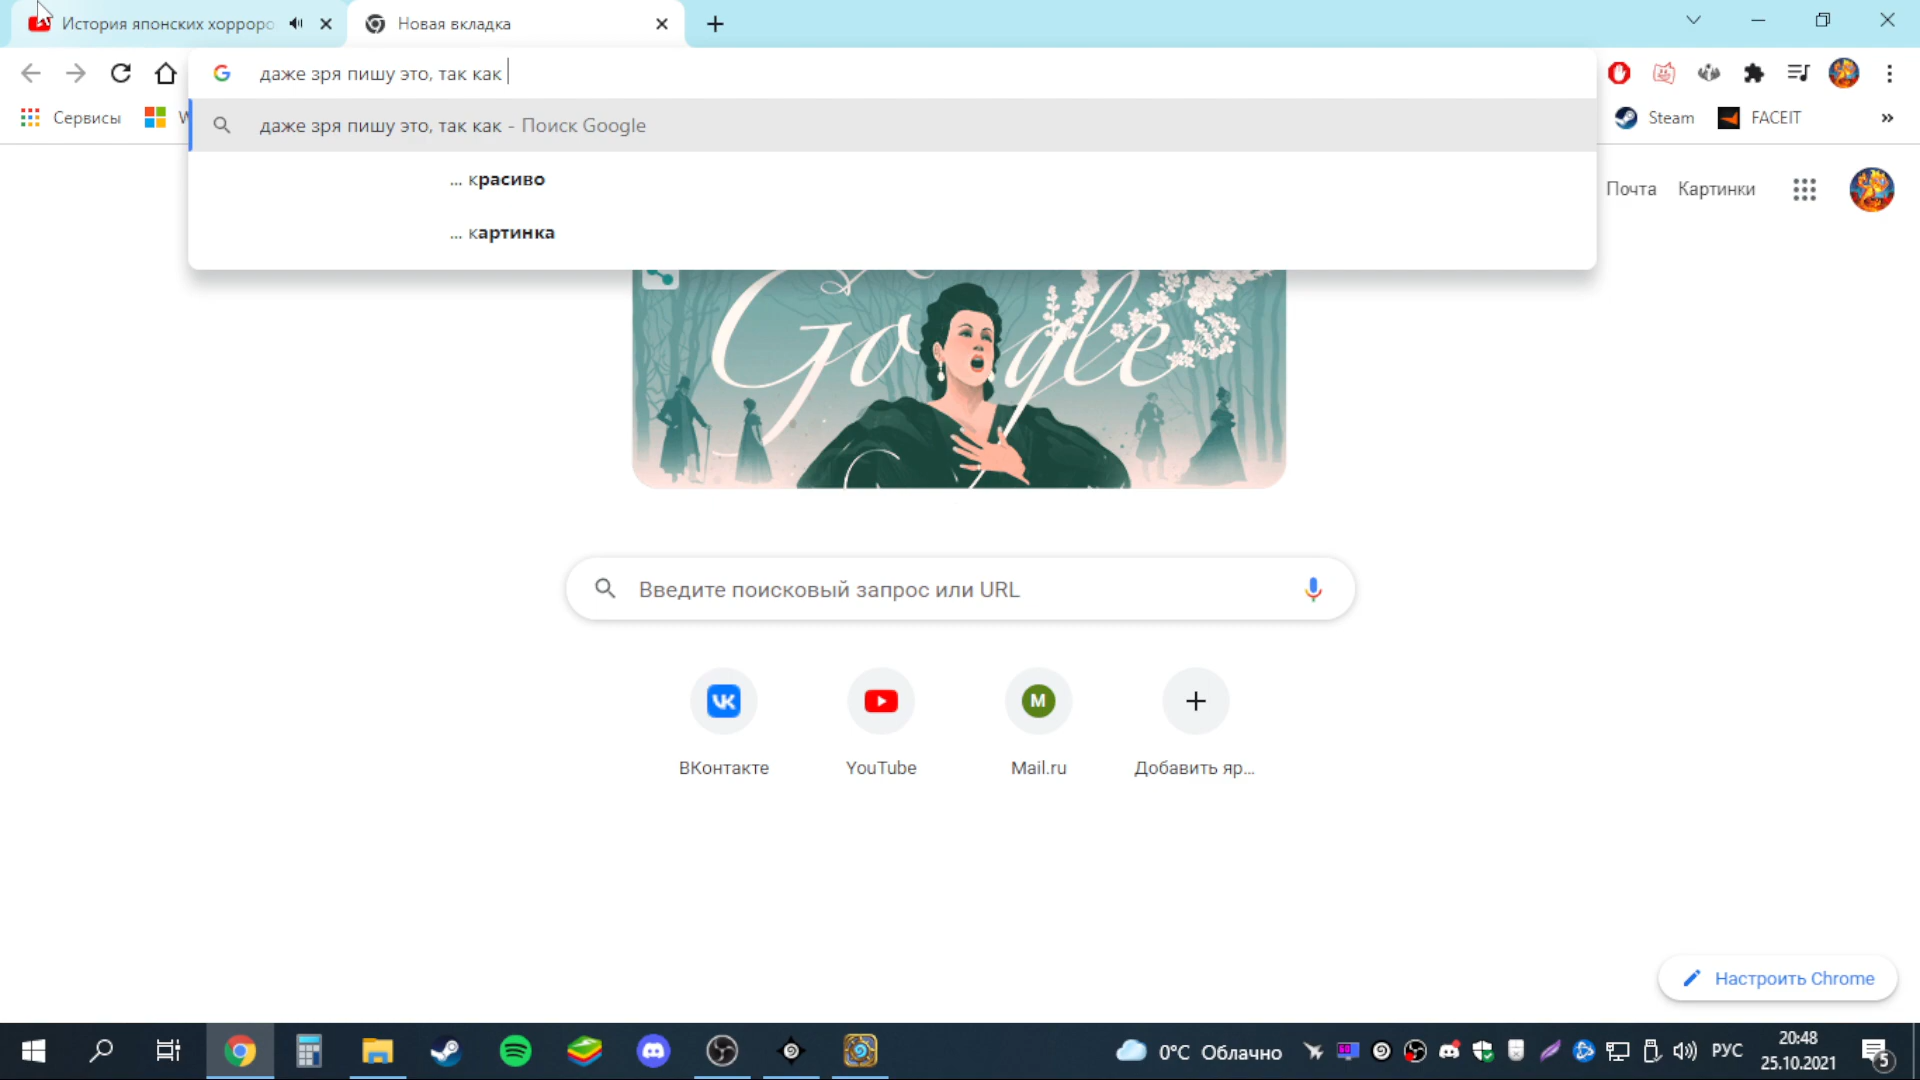 История японских хорроро
Новая вкладка
даже зря пишу это, так как
Сервисы
Steam
FACEIT
даже зря пишу это, так как - Поиск Google
... красиво
... картинка
Почта
Картинки
Google
Введите поисковый запрос или URL
ВКонтакте
YouTube
M
Mail.ru
Добавить яр...
Настроить Chrome
0°C Облачно
РУС
20:48
25.10.2021
5